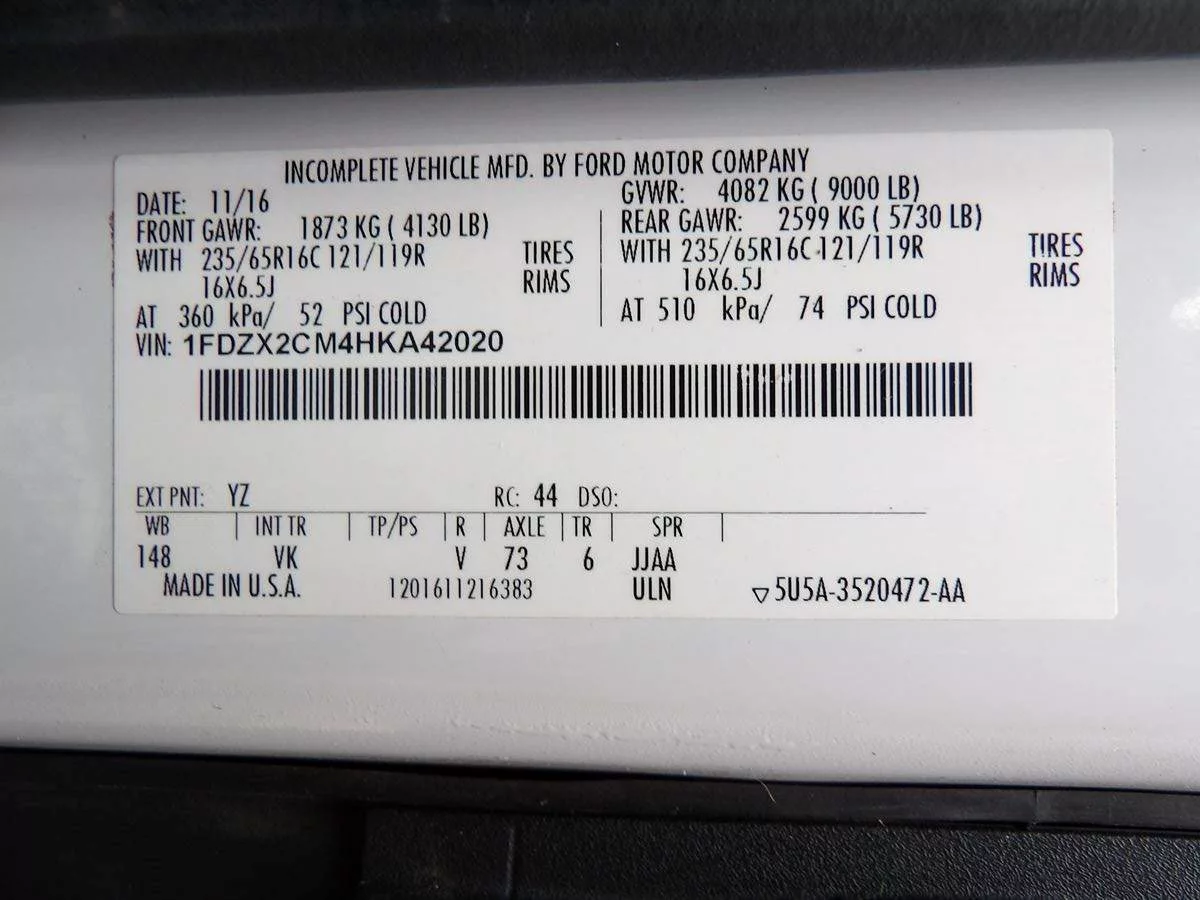 INCOMPLETE VEHICLE MFD. BY FORD MOTOR COMPANY
DATE: 11/16 GVWR: 4082 KG ( 9000 LB)
FRONT GAWR: 1873 KG ( 4130 LB) REAR GAWR: 2599 KG ( 5730 LB)
WITH 235/65R16C 121/119R TIRES WITH 235/65R16C 121/119R TIRES
16X6.5J RIMS 16X6.5J RIMS
AT 360 kPa/ 52 PSI COLD AT 510 kPa/ 74 PSI COLD
VIN: 1FDZX2CM4HKA42020
EXT PNT: YZ RC: 44 DSO:
WB INT TR TP/PS R AXLE TR SPR
148 VK V 73 6 JJAA
MADE IN U.S.A. 1201611216383 ULN ▽5U5A-3520472-AA